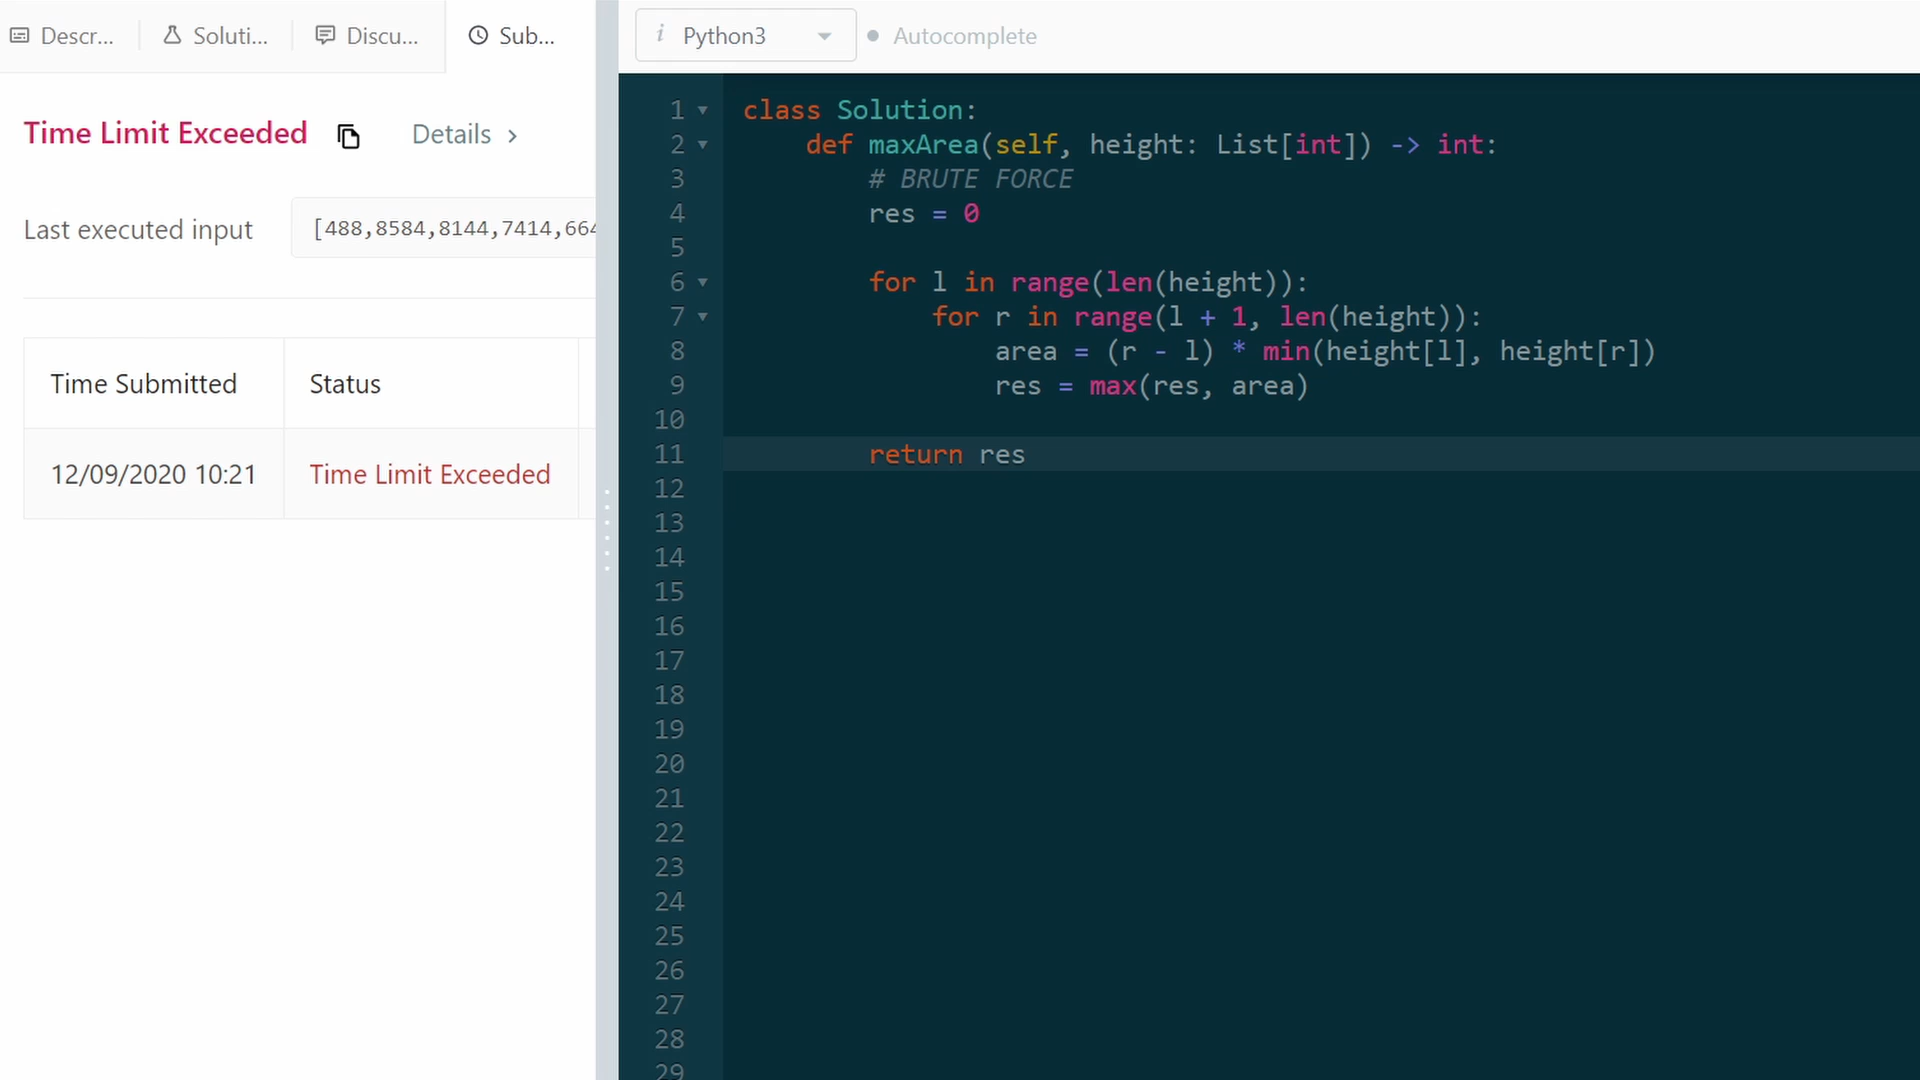 Descr...
Soluti...
Discu...
Sub...
Time Limit Exceeded
Details >
Last executed input
[488,8584,8144,7414,664
Time Submitted
Status
12/09/2020 10:21
Time Limit Exceeded
i Python3
Autocomplete
1 class Solution:
2     def maxArea(self, height: List[int]) -> int:
3         # BRUTE FORCE
4         res = 0
5
6         for l in range(len(height)):
7             for r in range(l + 1, len(height)):
8                 area = (r - l) * min(height[l], height[r])
9                 res = max(res, area)
10
11         return res
12
13
14
15
16
17
18
19
20
21
22
23
24
25
26
27
28
29